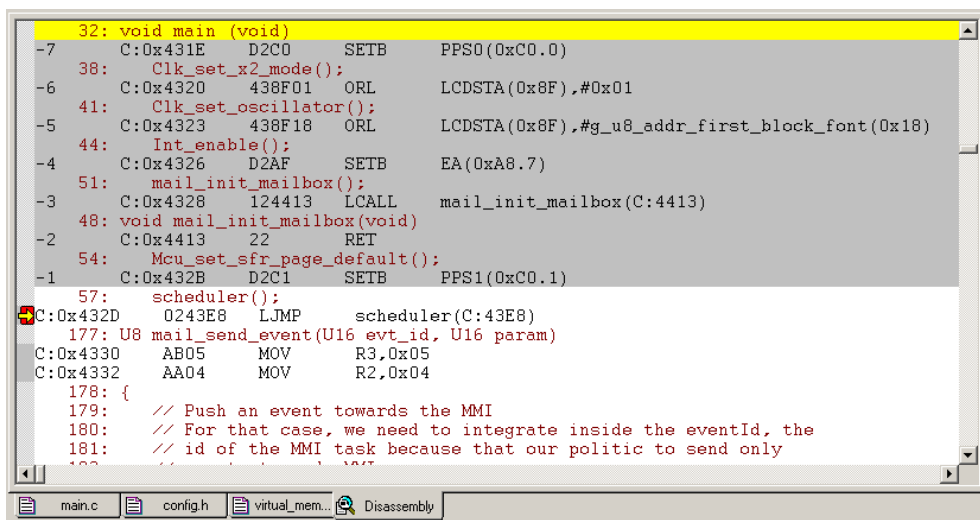 32: void main (void)
-7 C:0x431E D2C0 SETB PPS0(0xC0.0)
38: Clk_set_x2_mode();
-6 C:0x4320 438F01 ORL LCDSTA(0x8F),#0x01
41: Clk_set_oscillator();
-5 C:0x4323 438F18 ORL LCDSTA(0x8F),#g_u8_addr_first_block_font(0x18)
44: Int_enable();
-4 C:0x4326 D2AF SETB EA(0xA8.7)
51: mail_init_mailbox();
-3 C:0x4328 124413 LCALL mail_init_mailbox(C:4413)
48: void mail_init_mailbox(void)
-2 C:0x4413 22 RET
54: Mcu_set_sfr_page_default();
-1 C:0x432B D2C1 SETB PPS1(0xC0.1)
57: scheduler();
C:0x432D 0243E8 LJMP scheduler(C:43E8)
177: U8 mail_send_event(U16 evt_id, U16 param)
C:0x4330 AB05 MOV R3,0x05
C:0x4332 AA04 MOV R2,0x04
178: {
179: // Push an event towards the MMI
180: // For that case, we need to integrate inside the eventId, the
181: // id of the MMI task because that our politic to send only
main.c config.h virtual_mem... Disassembly